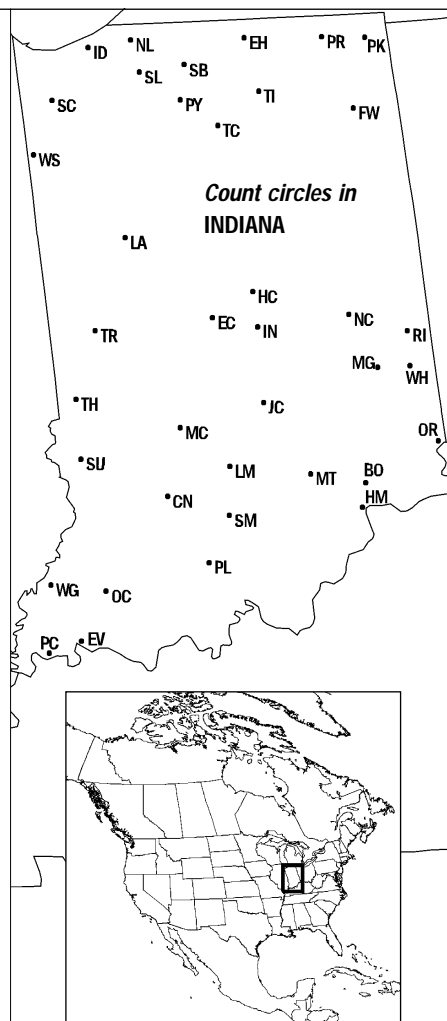 NL
EH
PR
PK
ID
SB
SL
TI
SC
PY
FW
TC
WS
Count circles in
INDIANA
LA
HC
EC
NC
IN
TR
RI
MG
WH
TH
JC
MC
OR
LM
BO
MT
CN
HM
SM
PL
WG
OC
PC
EV